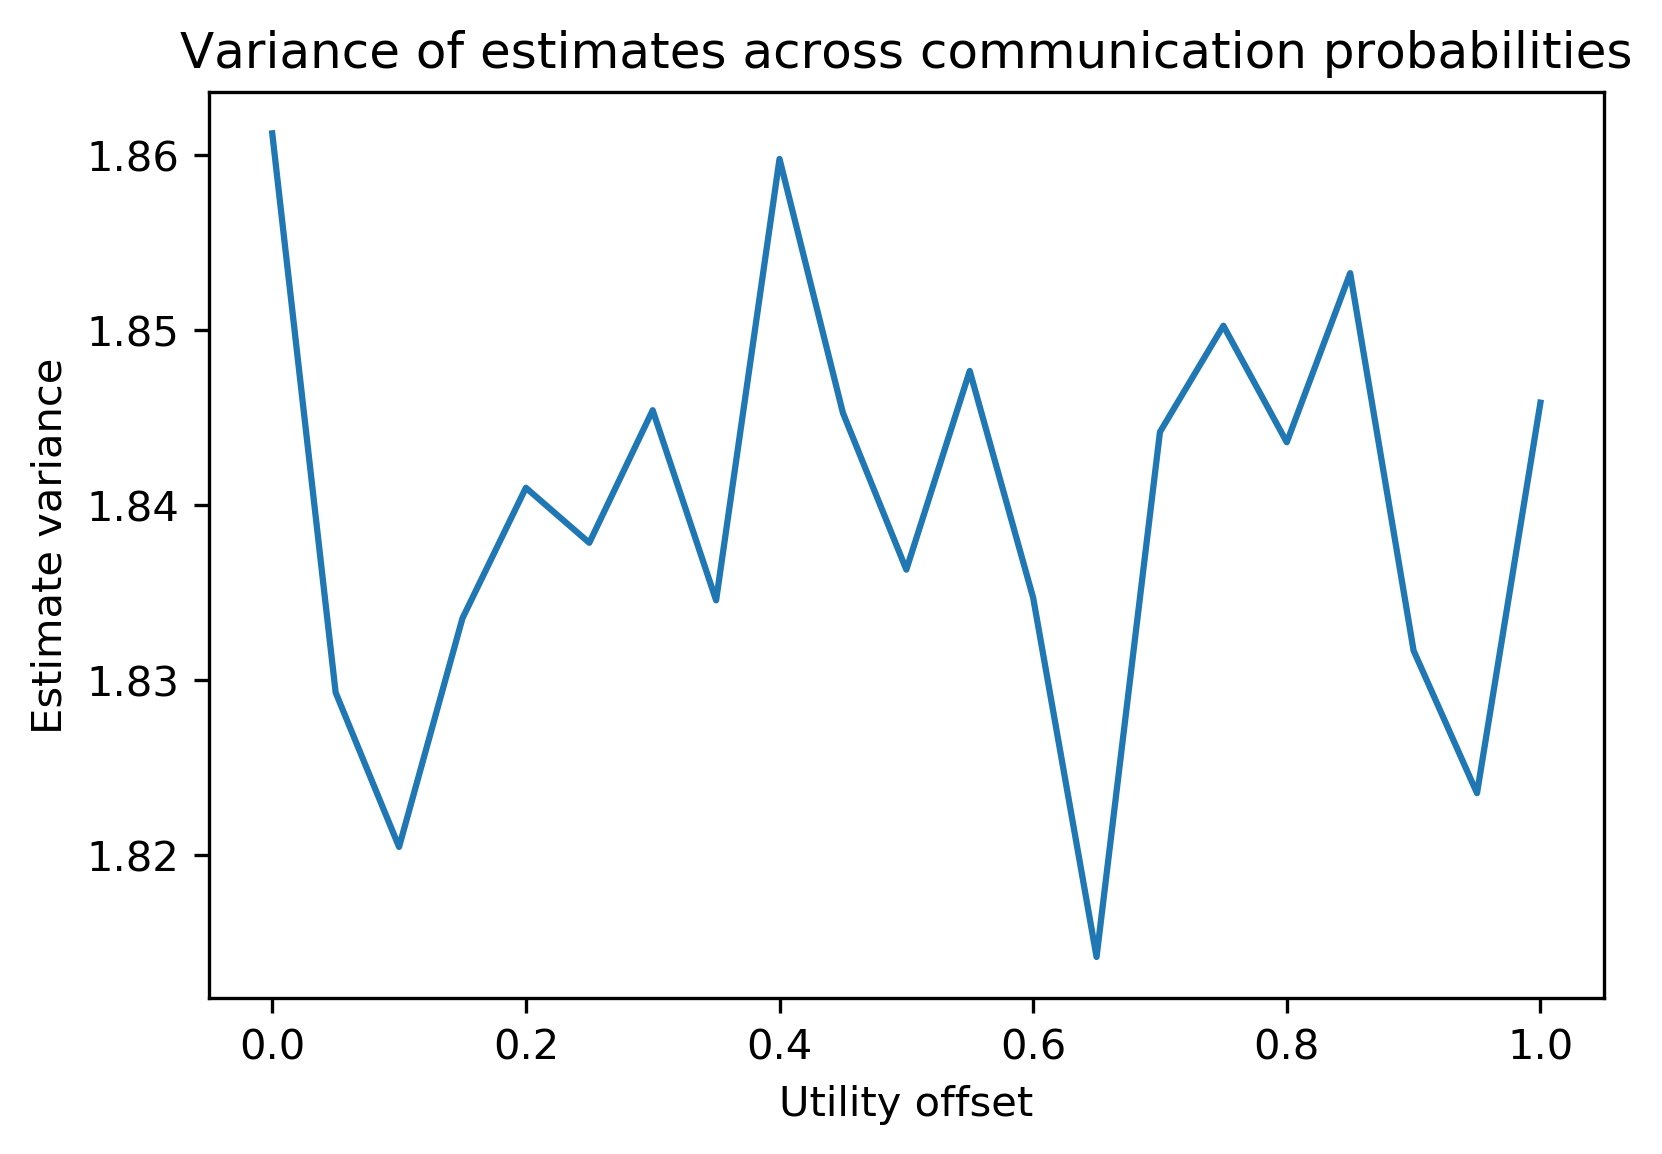 Variance of estimates across communication probabilities
1.86
1.85
1.84
1.83
1.82
Estimate variance
0.0 0.2 0.4 0.6 0.8 1.0
Utility offset